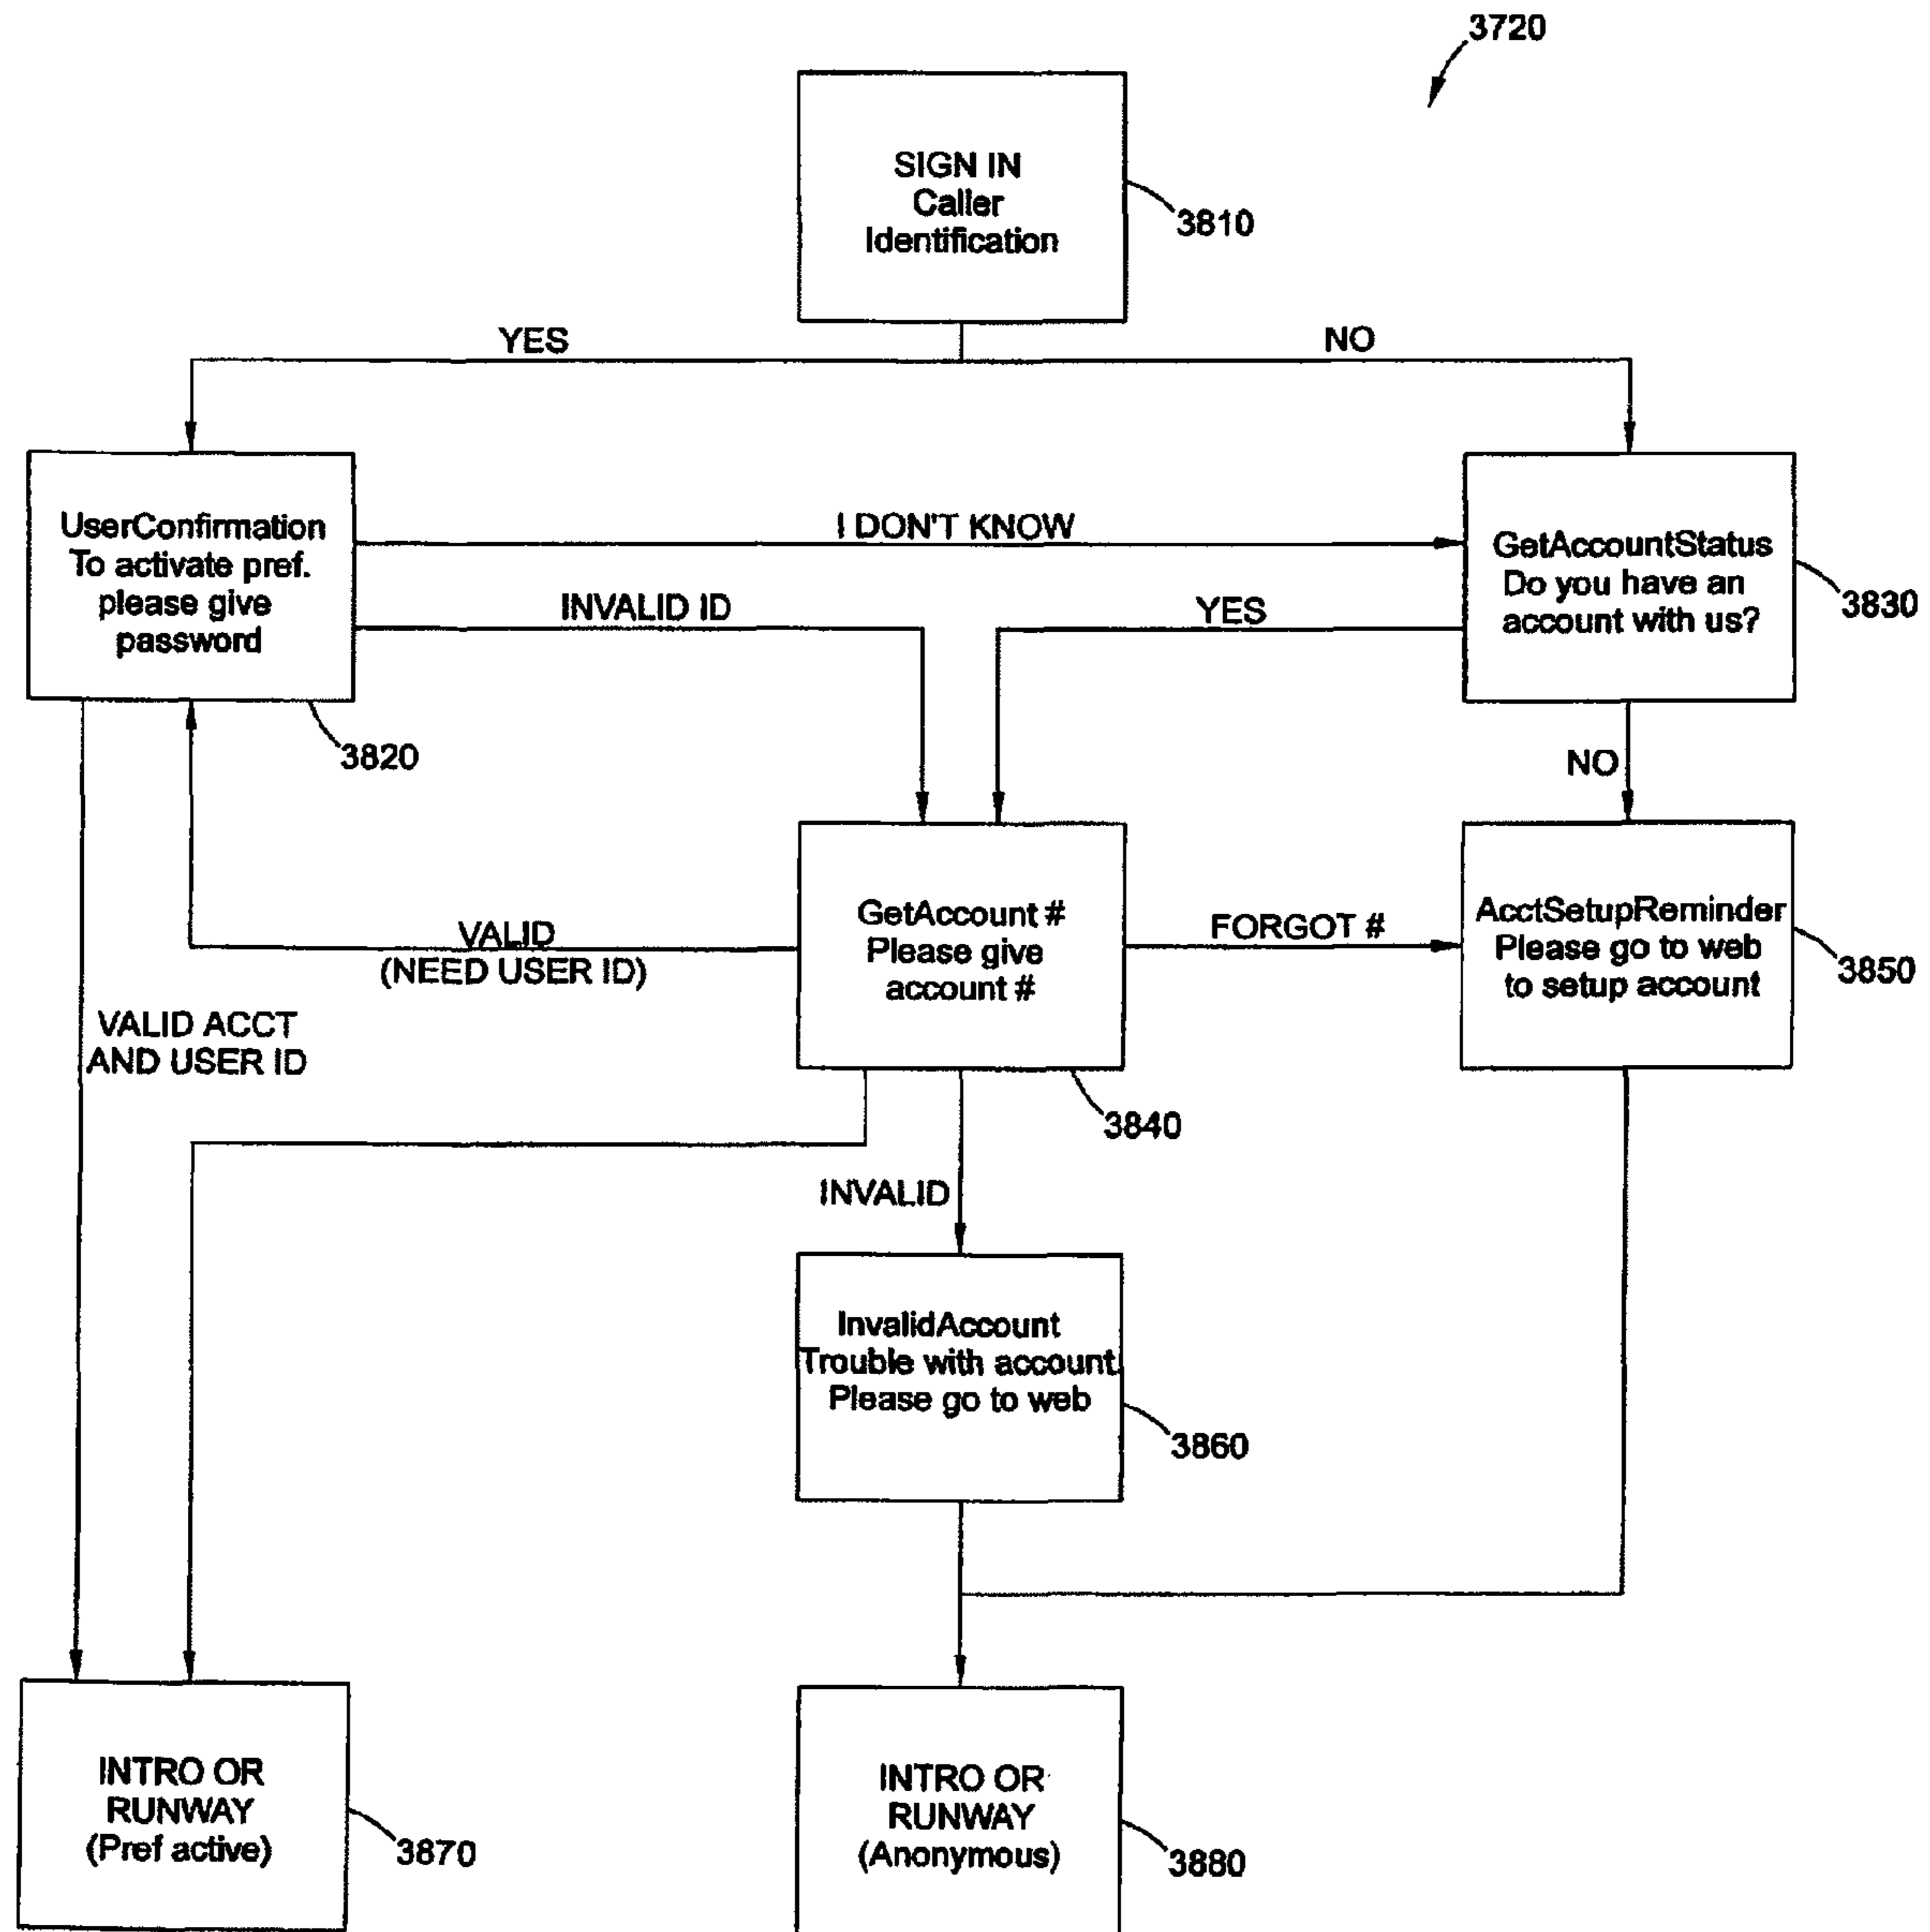 3720
SIGN IN
Caller
Identification
3810
YES
NO
UserConfirmation
To activate pref.
please give
password
3820
I DON'T KNOW
INVALID ID
YES
GetAccountStatus
Do you have an
account with us?
3830
NO
VALID
(NEED USER ID)
GetAccount #
Please give
account #
3840
FORGOT #
AcctSetupReminder
Please go to web
to setup account
3850
VALID ACCT
AND USER ID
INVALID
InvalidAccount
Trouble with account.
Please go to web
3860
INTRO OR
RUNWAY
(Pref active)
3870
INTRO OR
RUNWAY
(Anonymous)
3880